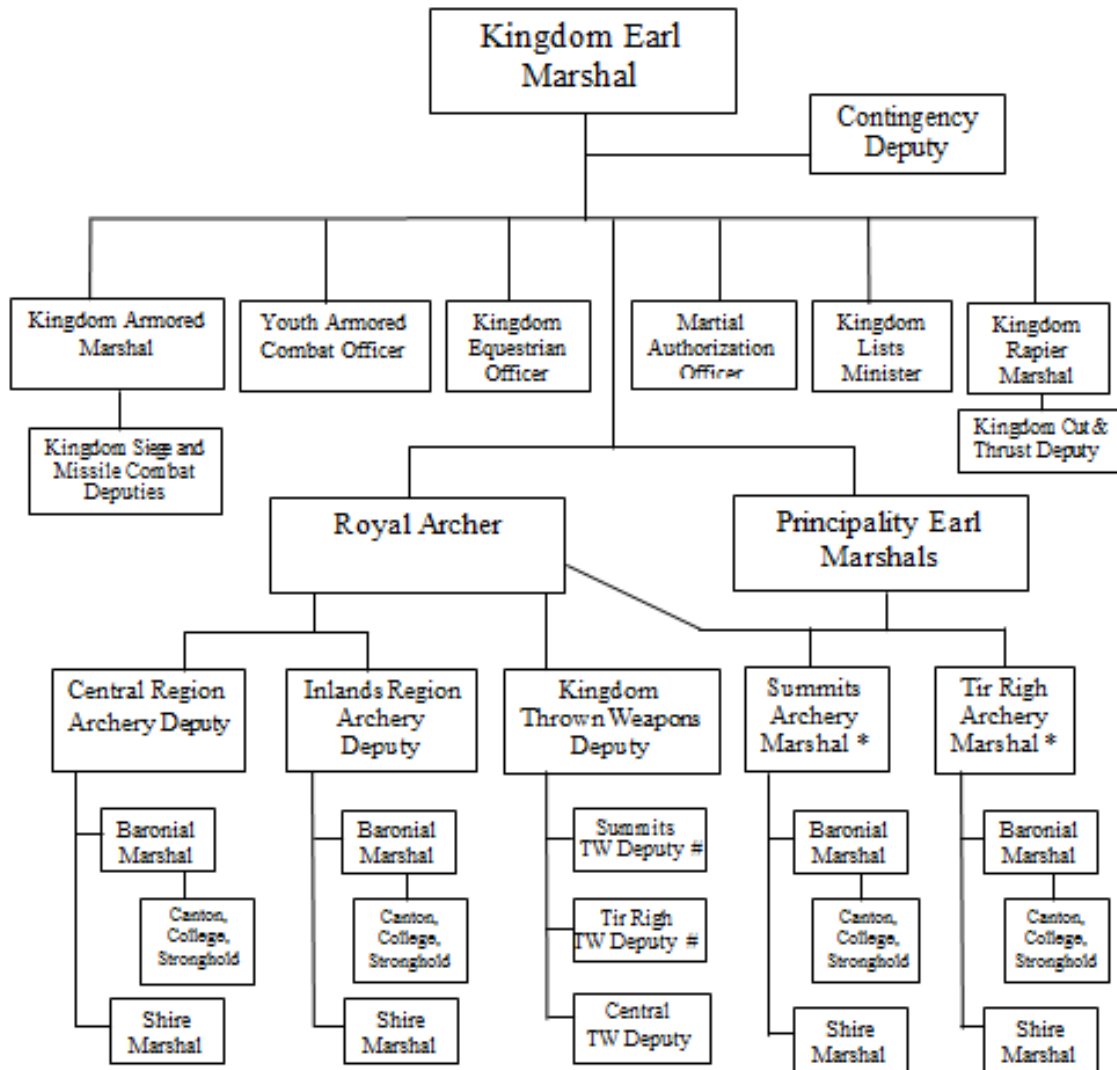 Kingdom Earl
Marshal
Contingency
Deputy
Kingdom Armored
Marshal
Youth Armored
Combat Officer
Kingdom
Equestrian
Officer
Martial
Authorization
Officer
Kingdom
Lists
Minister
Kingdom
Rapier
Marshal
Kingdom Siege and
Missile Combat
Deputies
Kingdom Cut &
Thrust Deputy
Royal Archer
Principality Earl
Marshals
Central Region
Archery Deputy
Inlands Region
Archery
Deputy
Kingdom
Thrown Weapons
Deputy
Summits
Archery
Marshal *
Tir Righ
Archery
Marshal *
Baronial
Marshal
Canton,
College,
Stronghold
Shire
Marshal
Baronial
Marshal
Canton,
College,
Stronghold
Shire
Marshal
Summits
TW Deputy #
Tir Righ
TW Deputy #
Central
TW Deputy
Baronial
Marshal
Canton,
College,
Stronghold
Shire
Marshal
Baronial
Marshal
Canton,
College,
Stronghold
Shire
Marshal